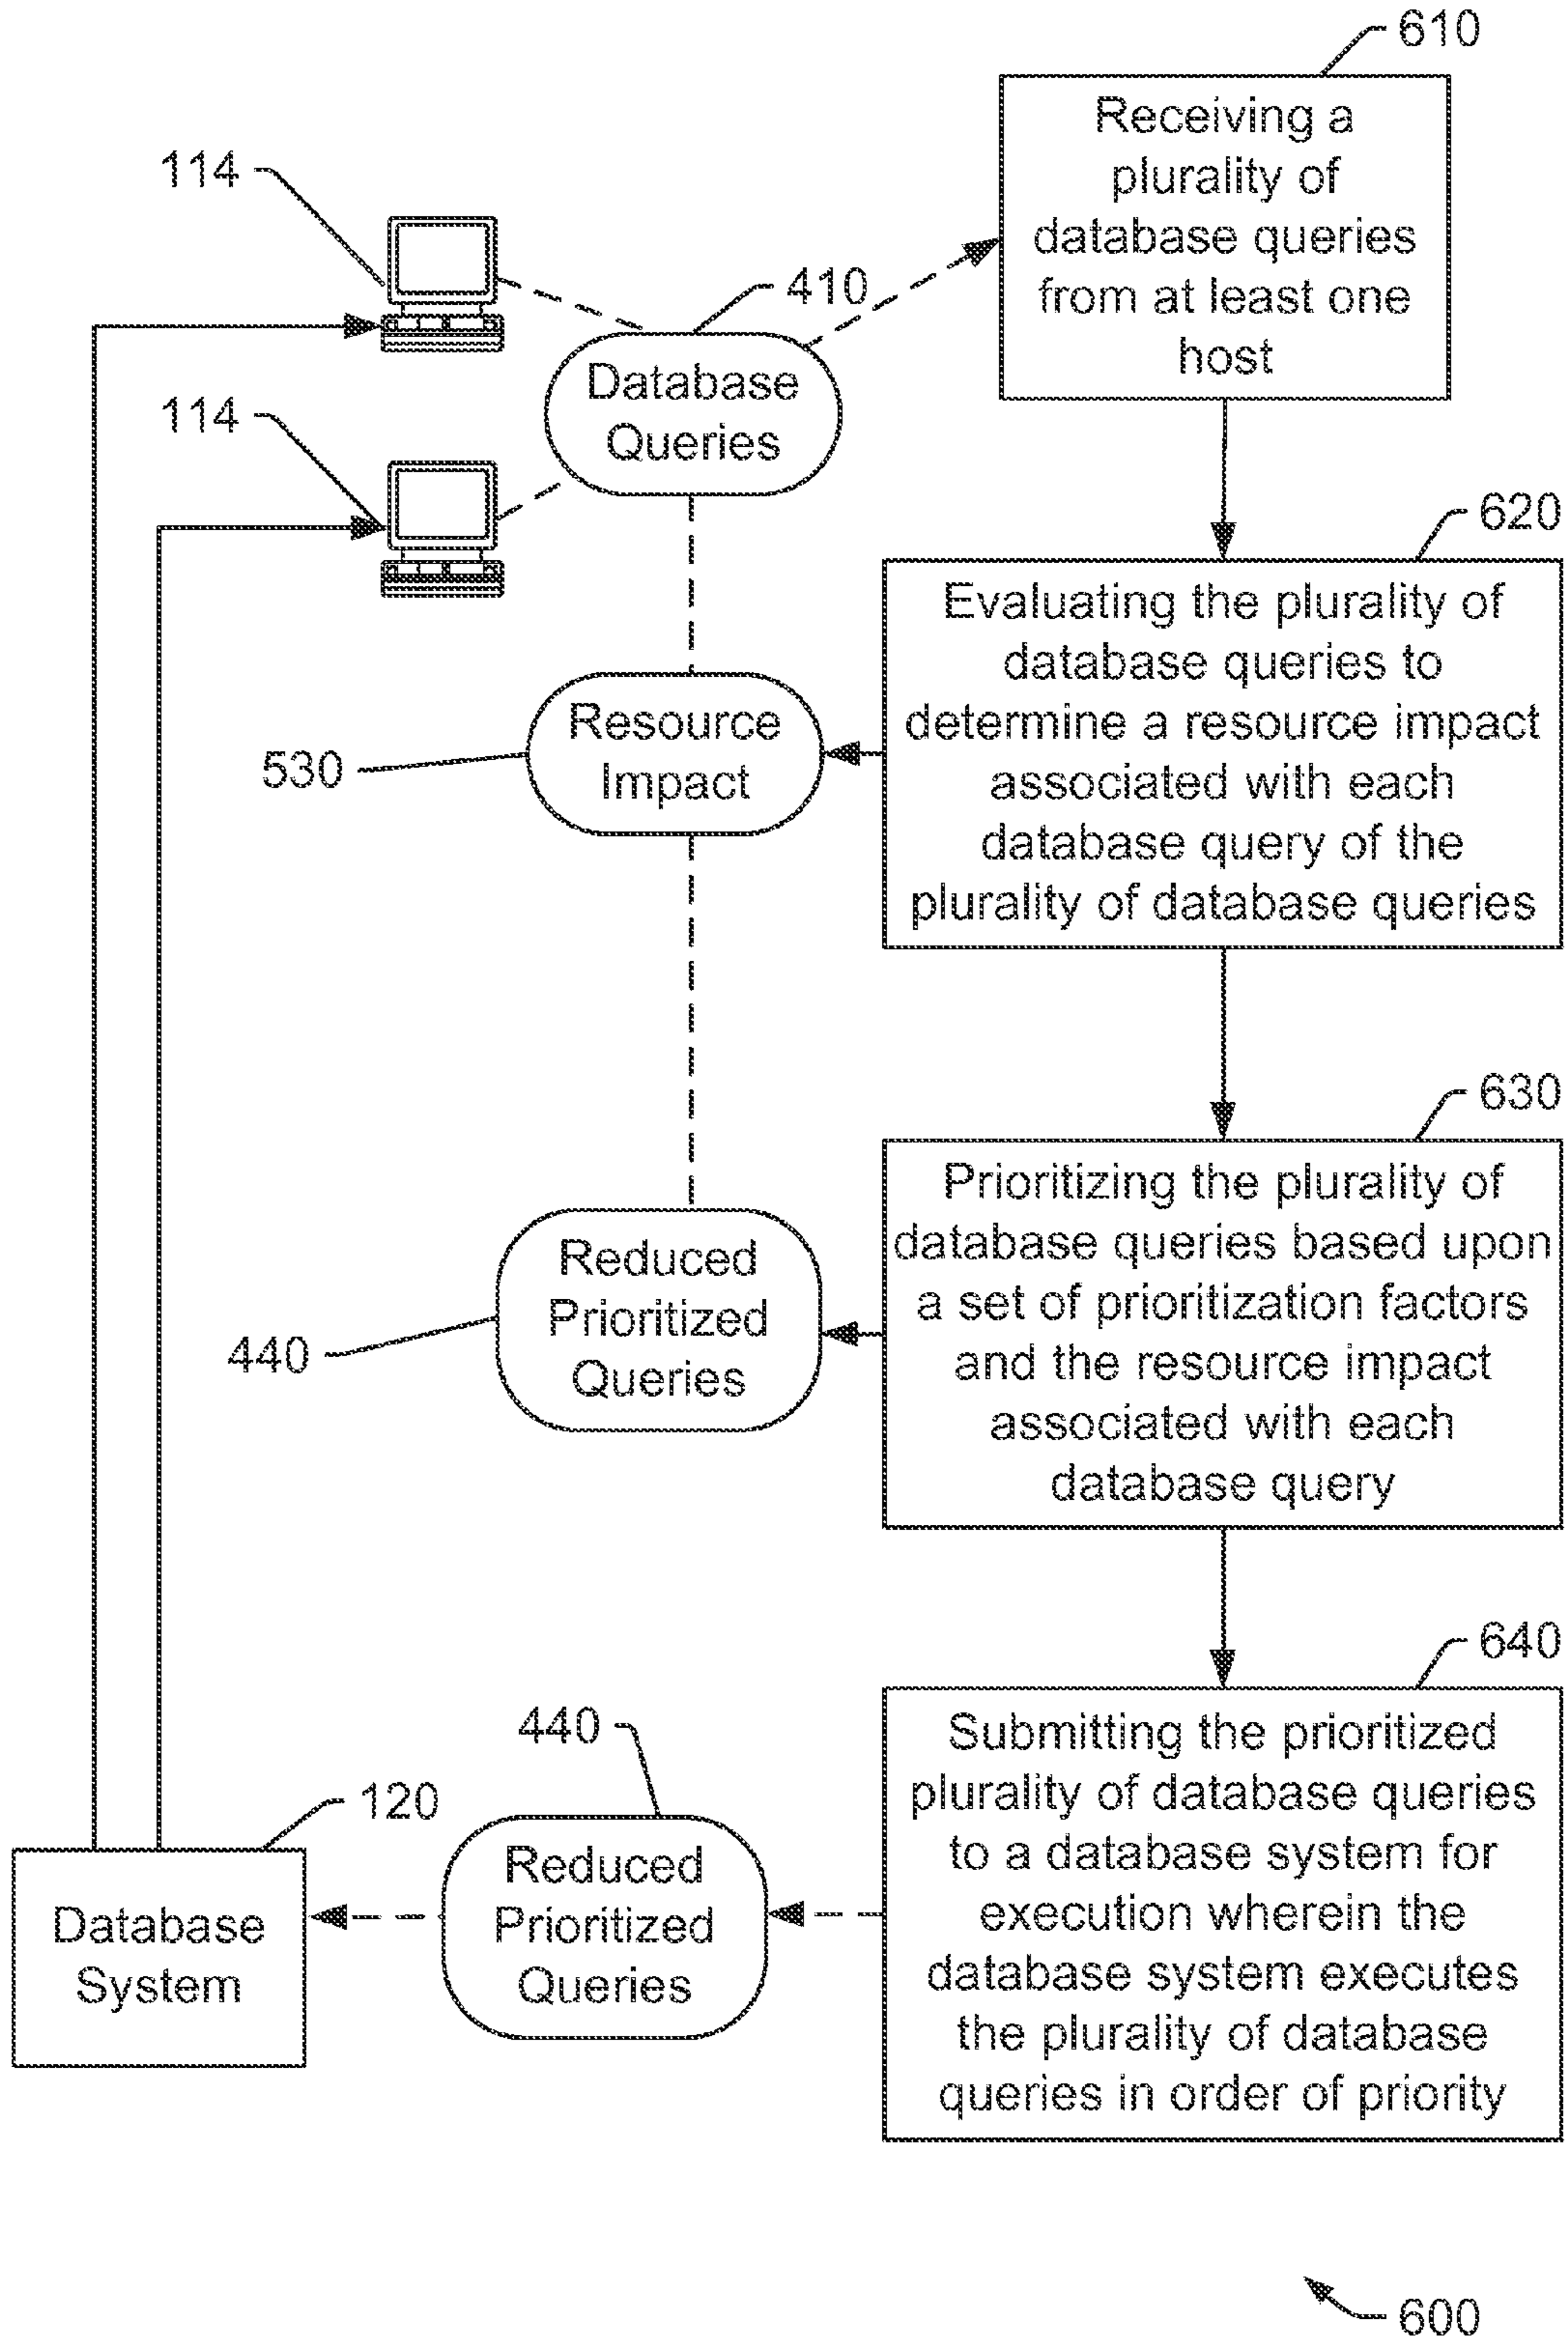 610
Receiving a
plurality of
database queries
from at least one
host
114
410
Database
Queries
114
620
Evaluating the plurality of
database queries to
determine a resource impact
associated with each
database query of the
plurality of database queries
Resource
Impact
530
630
Prioritizing the plurality of
database queries based upon
a set of prioritization factors
and the resource impact
associated with each
database query
Reduced
Prioritized
Queries
440
640
Submitting the prioritized
plurality of database queries
to a database system for
execution wherein the
database system executes
the plurality of database
queries in order of priority
440
Reduced
Prioritized
Queries
120
Database
System
600